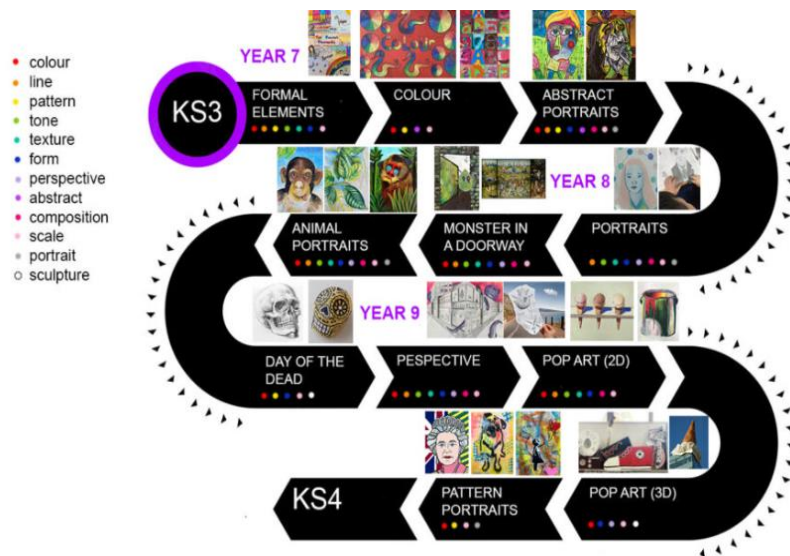 colour
line
pattern
tone
texture
form
perspective
abstract
composition
scale
portrait
sculpture
YEAR 7
KS3
FORMAL
ELEMENTS
COLOUR
ABSTRACT
PORTRAITS
YEAR 8
PORTRAITS
MONSTER IN
A DOORWAY
ANIMAL
PORTRAITS
YEAR 9
DAY OF THE
DEAD
PESPECTIVE
POP ART (2D)
POP ART (3D)
PATTERN
PORTRAITS
KS4